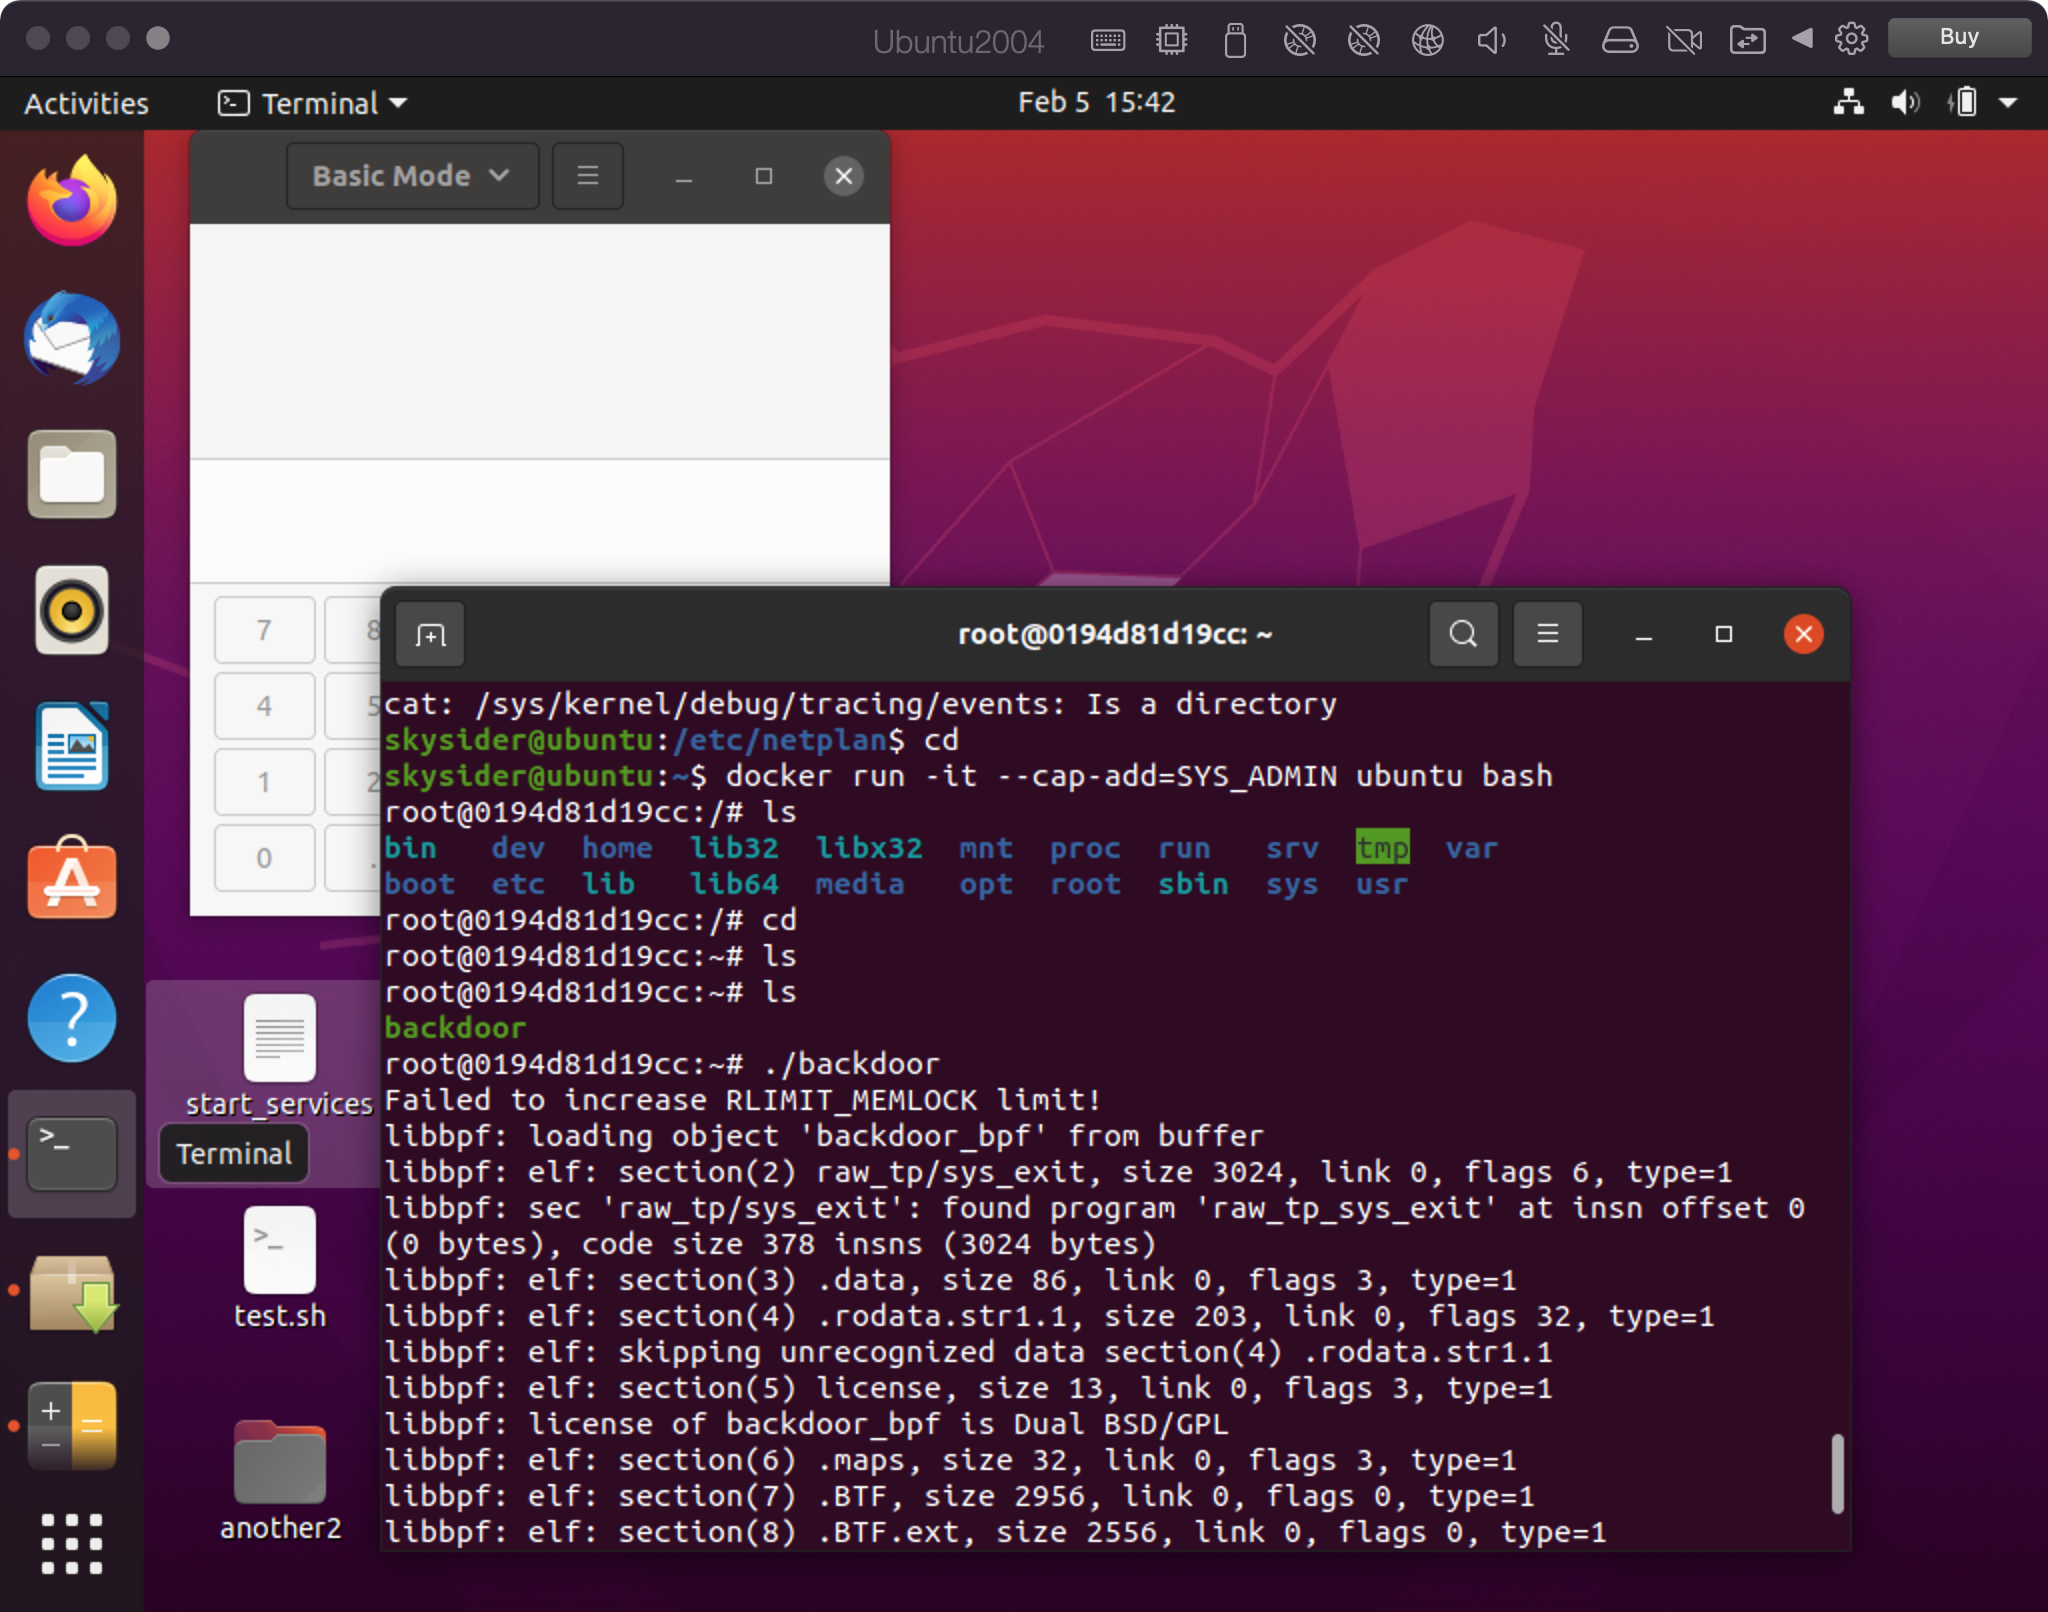 Ubuntu2004
Buy
Activities
Terminal
Feb 5 15:42
Basic Mode
7
8
4
5
1
2
0
.
root@0194d81d19cc: ~
cat: /sys/kernel/debug/tracing/events: Is a directory
skysider@ubuntu:/etc/netplan$ cd
skysider@ubuntu:~$ docker run -it --cap-add=SYS_ADMIN ubuntu bash
root@0194d81d19cc:/# ls
bin dev home lib32 libx32 mnt proc run srv tmp var
boot etc lib lib64 media opt root sbin sys usr
root@0194d81d19cc:/# cd
root@0194d81d19cc:~# ls
root@0194d81d19cc:~# ls
backdoor
root@0194d81d19cc:~# ./backdoor
Failed to increase RLIMIT_MEMLOCK limit!
libbpf: loading object 'backdoor_bpf' from buffer
libbpf: elf: section(2) raw_tp/sys_exit, size 3024, link 0, flags 6, type=1
libbpf: sec 'raw_tp/sys_exit': found program 'raw_tp_sys_exit' at insn offset 0
(0 bytes), code size 378 insns (3024 bytes)
libbpf: elf: section(3) .data, size 86, link 0, flags 3, type=1
libbpf: elf: section(4) .rodata.str1.1, size 203, link 0, flags 32, type=1
libbpf: elf: skipping unrecognized data section(4) .rodata.str1.1
libbpf: elf: section(5) license, size 13, link 0, flags 3, type=1
libbpf: license of backdoor_bpf is Dual BSD/GPL
libbpf: elf: section(6) .maps, size 32, link 0, flags 3, type=1
libbpf: elf: section(7) .BTF, size 2956, link 0, flags 0, type=1
libbpf: elf: section(8) .BTF.ext, size 2556, link 0, flags 0, type=1
start_services
Terminal
test.sh
another2